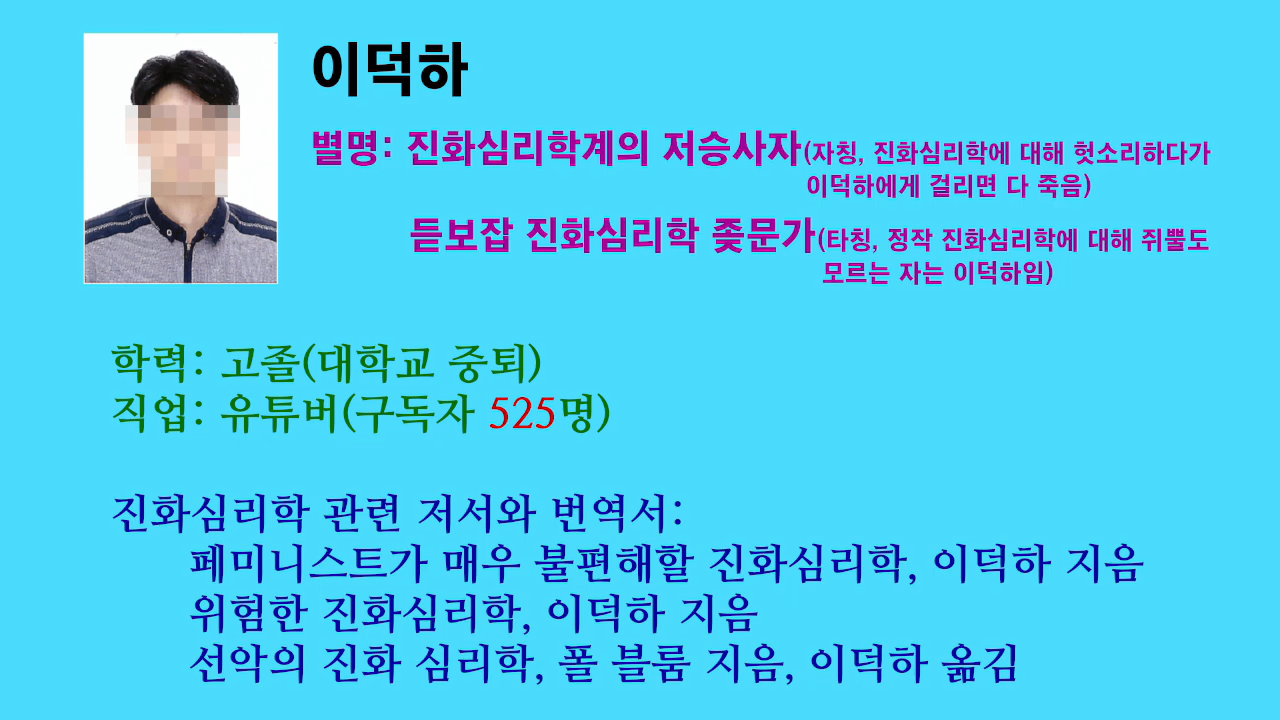 이덕하
별명: 진화심리학계의 저승사자(자칭, 진화심리학에 대해 헛소리하다가
이덕하에게 걸리면 다 죽음)
듣보잡 진화심리학 좆문가(타칭, 정작 진화심리학에 대해 쥐뿔도
모르는 자는 이덕하임)
학력: 고졸(대학교 중퇴)
직업: 유튜버(구독자 525명)
진화심리학 관련 저서와 번역서:
페미니스트가 매우 불편해할 진화심리학, 이덕하 지음
위험한 진화심리학, 이덕하 지음
선악의 진화 심리학, 폴 블룸 지음, 이덕하 옮김